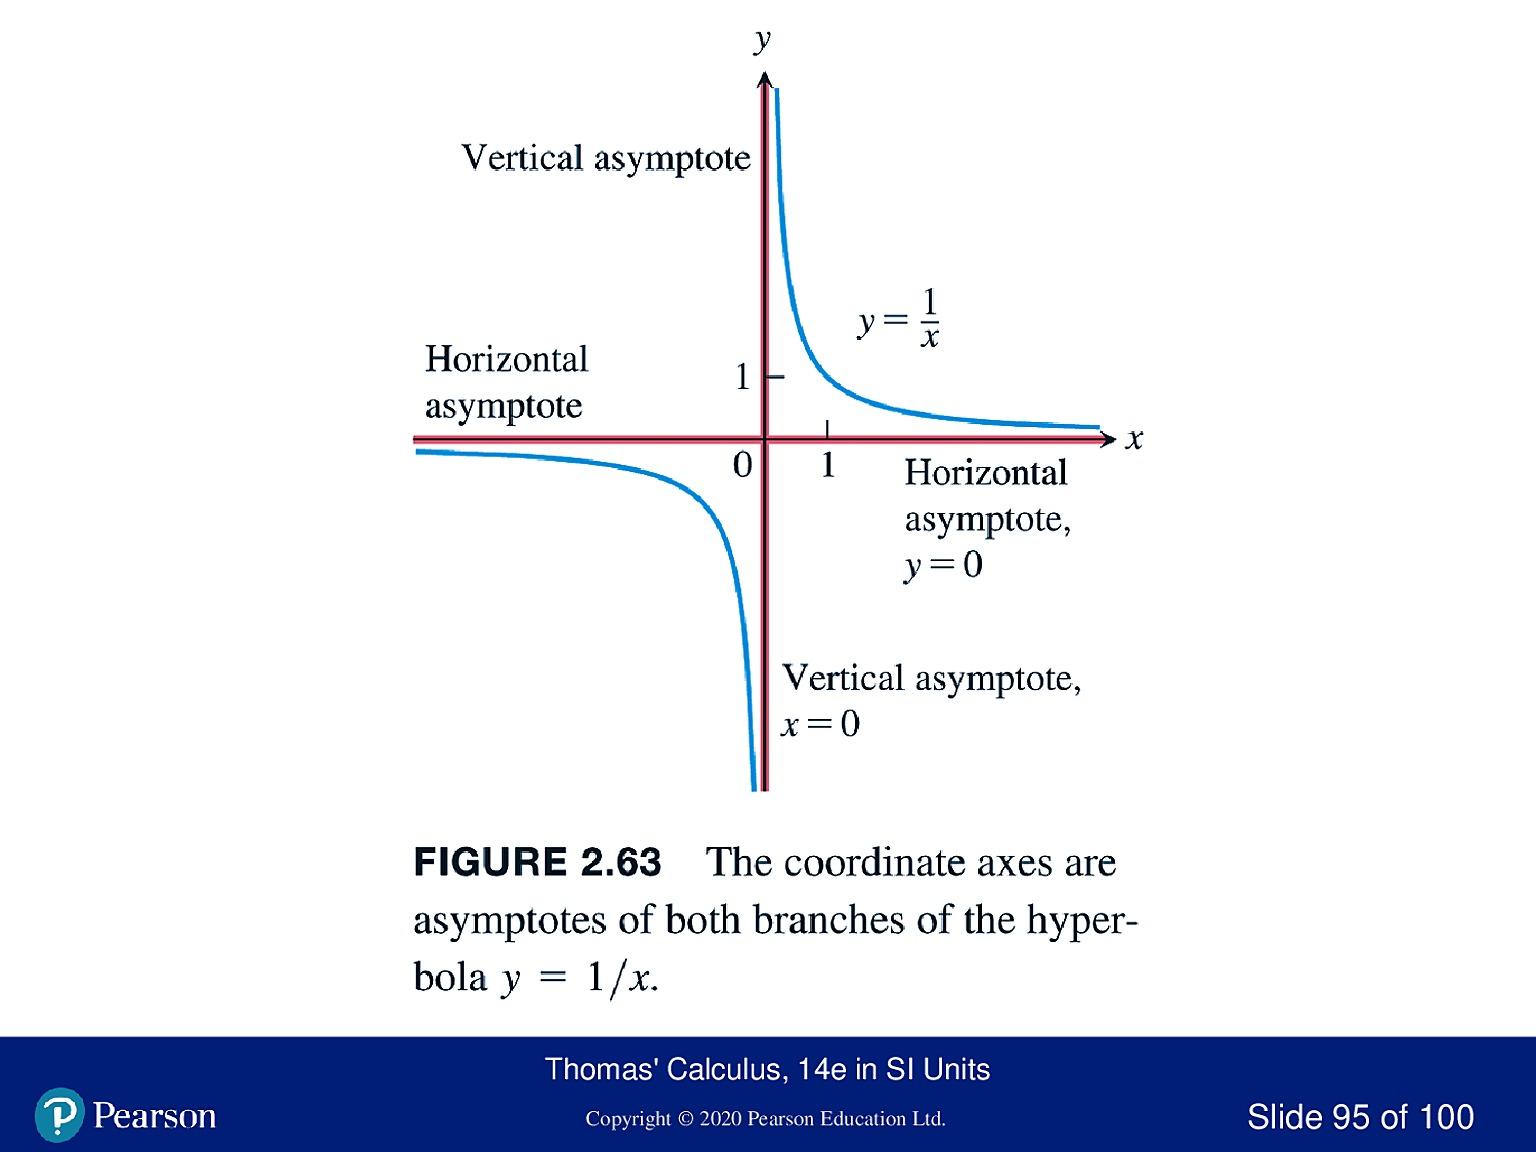 y
Vertical asymptote
y = 1/x
Horizontal
asymptote
1
x
0
1
Horizontal
asymptote,
y = 0
Vertical asymptote,
x = 0
FIGURE 2.63 The coordinate axes are
asymptotes of both branches of the hyper-
bola y = 1/x.
Thomas' Calculus, 14e in SI Units
Pearson
Copyright © 2020 Pearson Education Ltd.
Slide 95 of 100